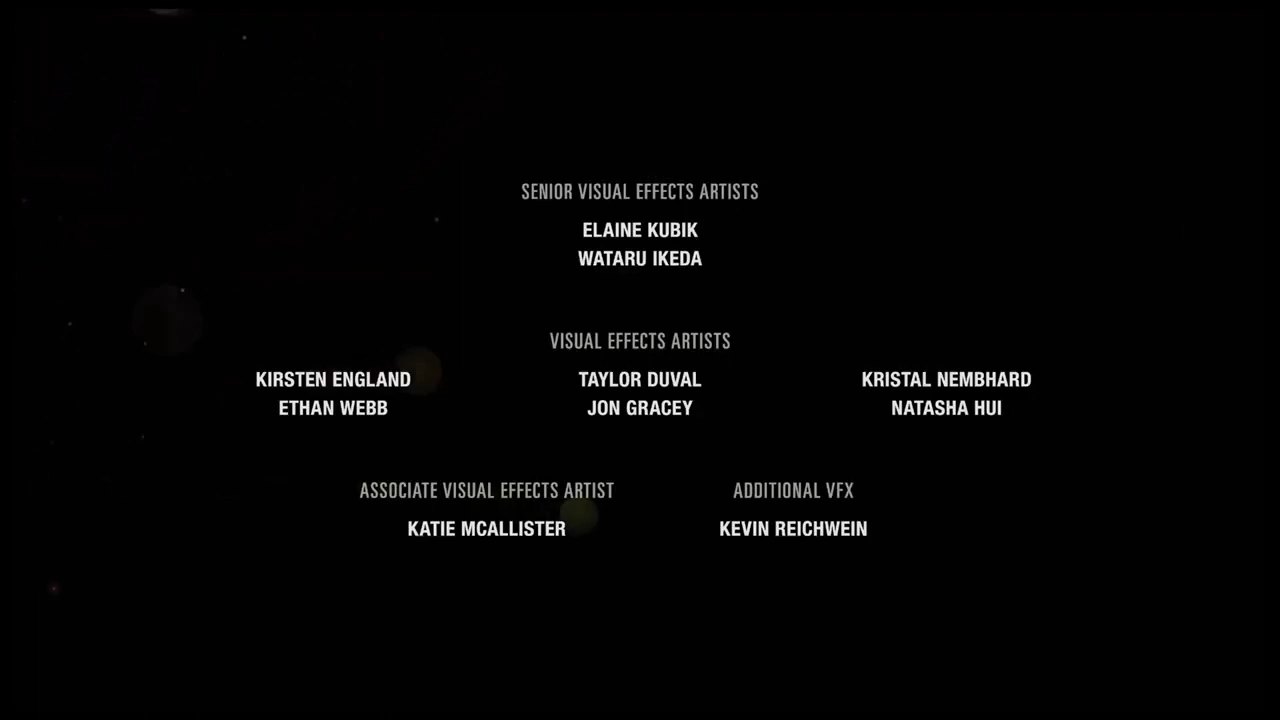 SENIOR VISUAL EFFECTS ARTISTS
ELAINE KUBIK
WATARU IKEDA
VISUAL EFFECTS ARTISTS
KIRSTEN ENGLAND TAYLOR DUVAL KRISTAL NEMBHARD
ETHAN WEBB JON GRACEY NATASHA HUI
ASSOCIATE VISUAL EFFECTS ARTIST ADDITIONAL VFX
KATIE MCALLISTER KEVIN REICHWEIN